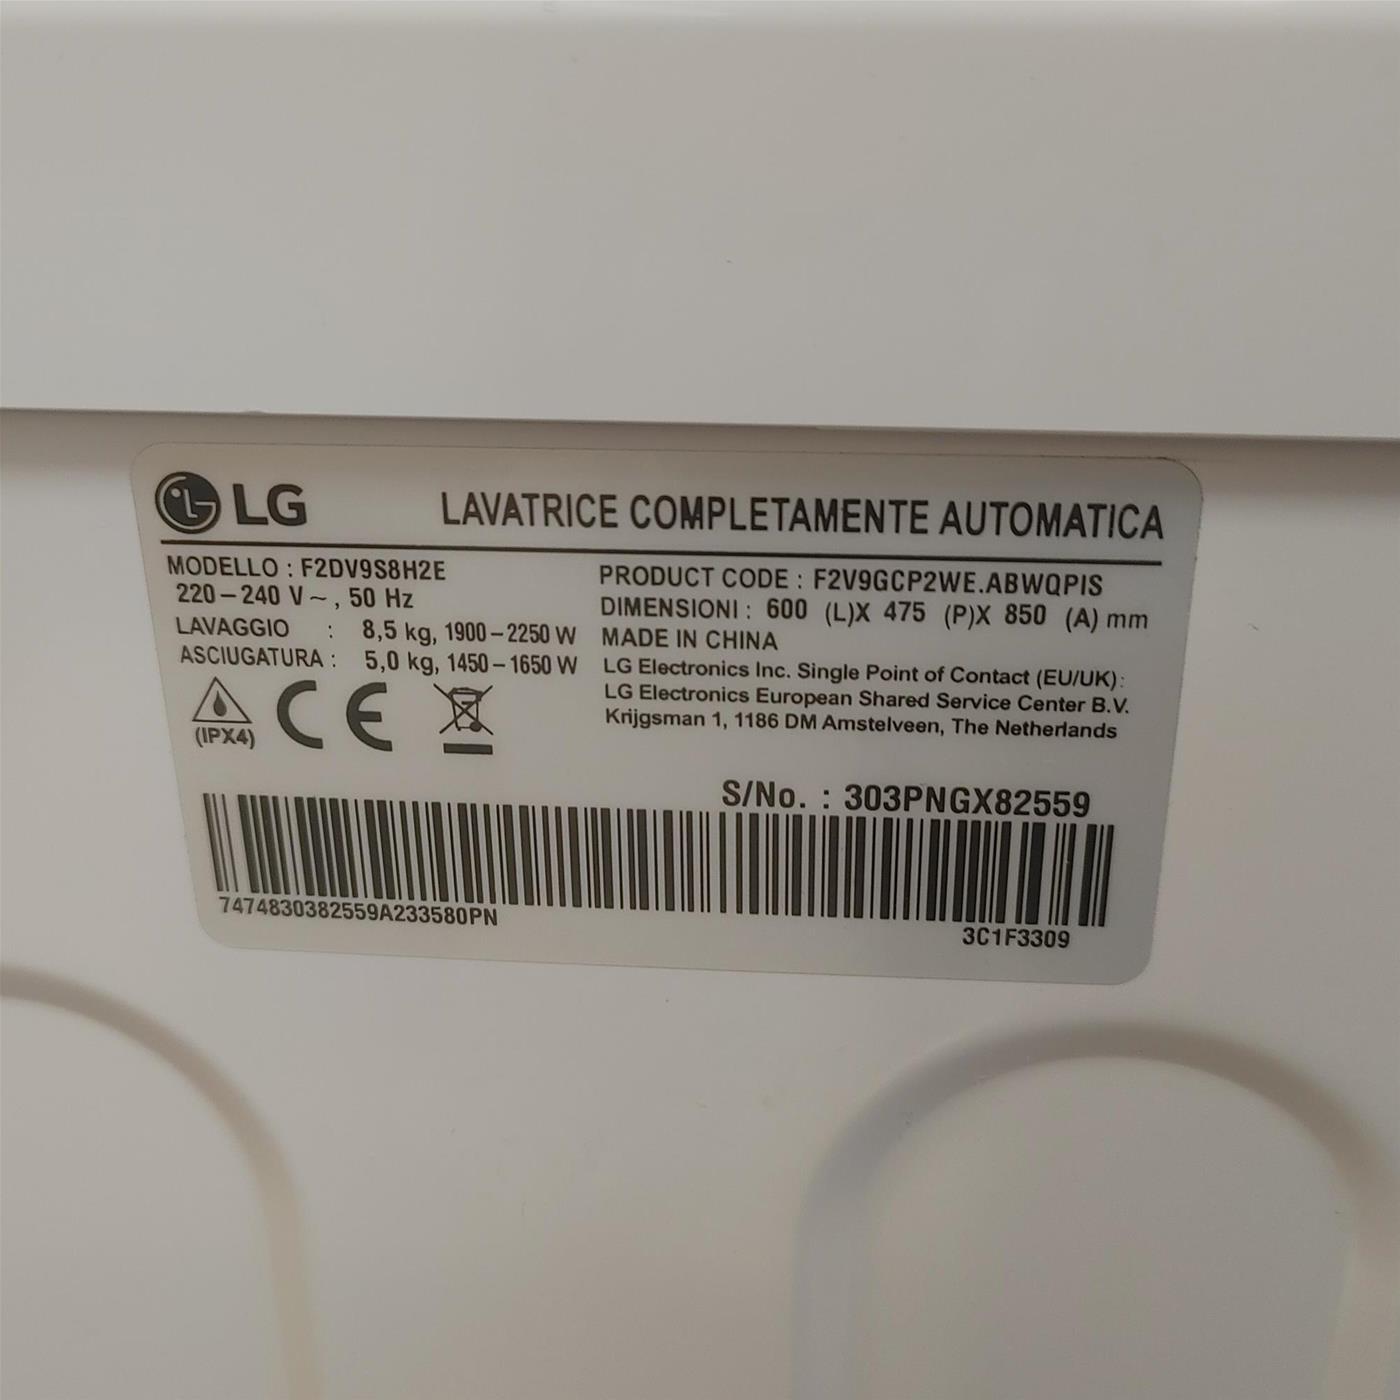 LG LAVATRICE COMPLETAMENTE AUTOMATICA
MODELLO : F2DV9S8H2E
220-240 V~, 50 Hz
LAVAGGIO : 8,5 kg, 1900-2250 W
ASCIUGATURA : 5,0 kg, 1450-1650 W
(IPX4) CE
PRODUCT CODE : F2V9GCP2WE.ABWQPIS
DIMENSIONI : 600 (L)X 475 (P)X 850 (A) mm
MADE IN CHINA
LG Electronics Inc. Single Point of Contact (EU/UK):
LG Electronics European Shared Service Center B.V.
Krijgsman 1, 1186 DM Amstelveen, The Netherlands
S/No. : 303PNGX82559
7474830382559A233580PN
3C1F3309